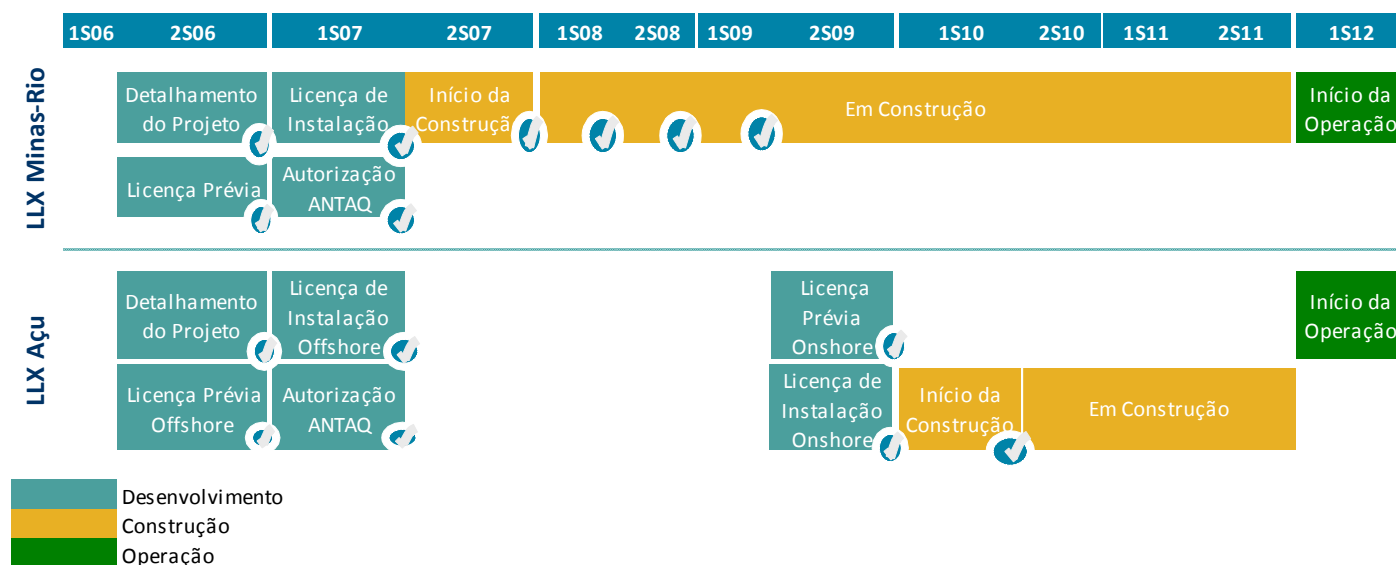 1S06 2S06 1S07 2S07 1S08 2S08 1S09 2S09 1S10 2S10 1S11 2S11 1S12
LLX Minas-Rio
Detalhamento
do Projeto
Licença de
Instalação
Início da
Construçã
Em Construção
Início da
Operação
Licença Prévia
Autorização
ANTAQ
LLX Açu
Detalhamento
do Projeto
Licença de
Instalação
Offshore
Licença
Prévia
Onshore
Início da
Operação
Licença Prévia
Offshore
Autorização
ANTAQ
Licença de
Instalação
Onshore
Início da
Construção
Em Construção
Desenvolvimento
Construção
Operação